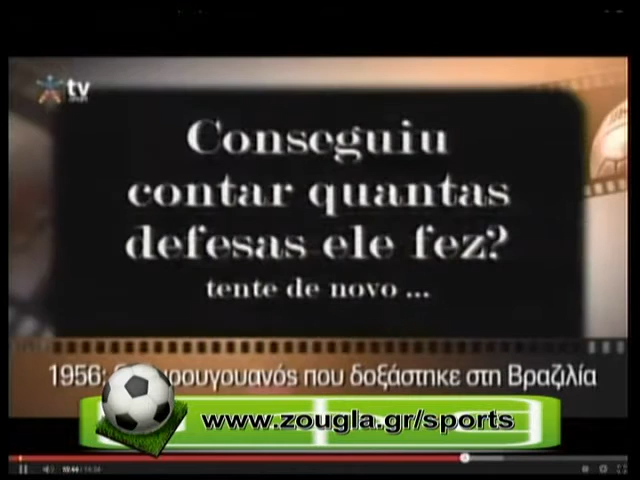 tv
Conseguiu
contar quantas
defesas ele fez?
tente de novo ...
1956: που δοξάστηκε στη Βραζιλία
www.zougla.gr/sports